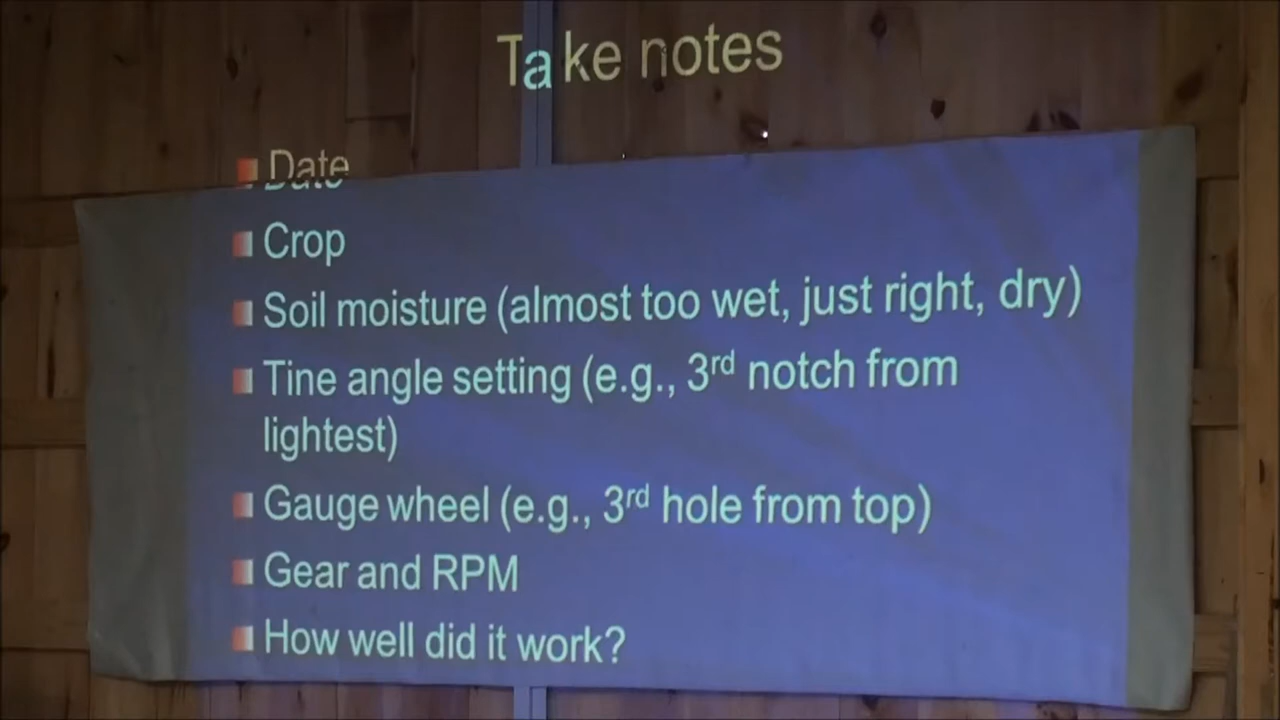 Take notes
Date
Crop
Soil moisture (almost too wet, just right, dry)
Tine angle setting (e.g., 3rd notch from
lightest)
Gauge wheel (e.g., 3rd hole from top)
Gear and RPM
How well did it work?